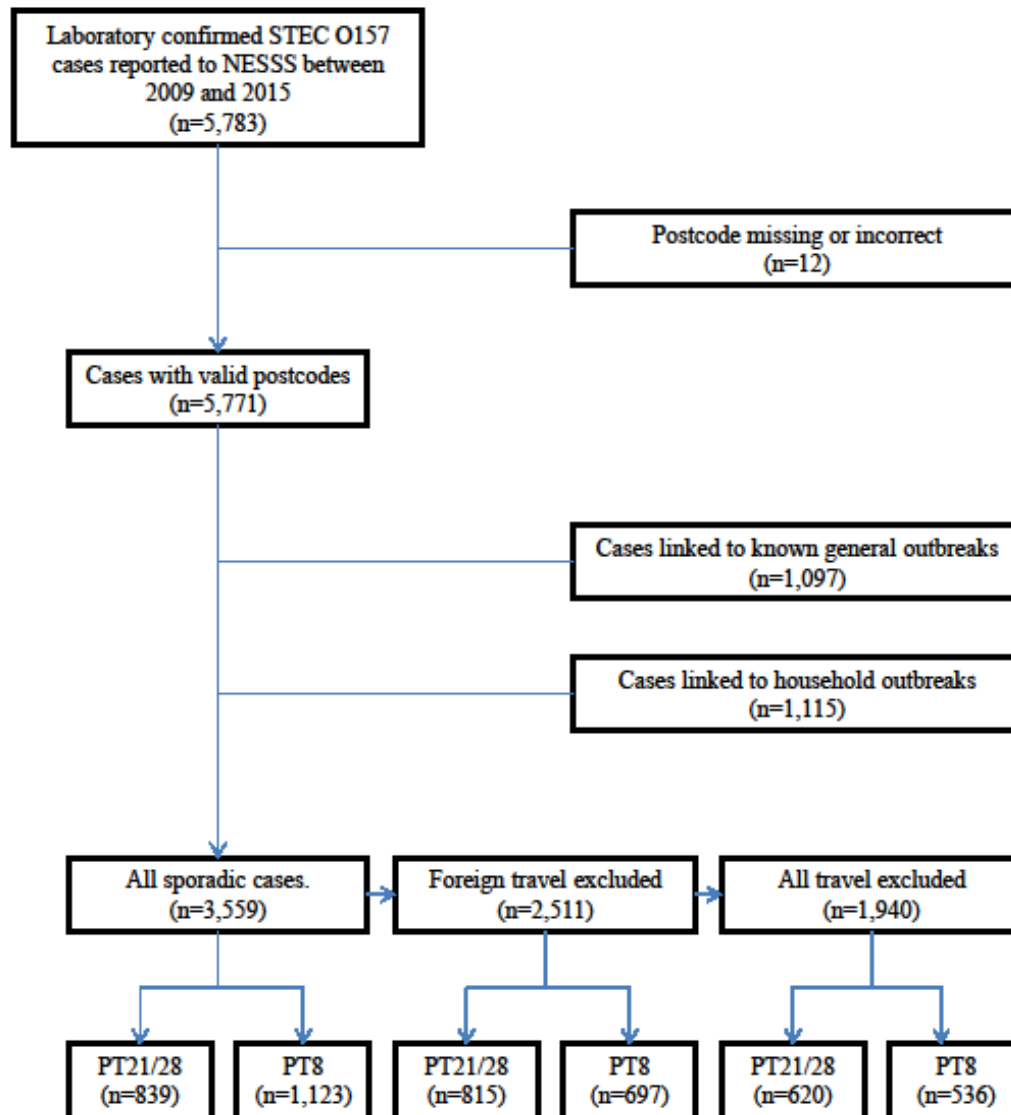 Laboratory confirmed STEC O157
cases reported to NESSS between
2009 and 2015
(n=5,783)
Postcode missing or incorrect
(n=12)
Cases with valid postcodes
(n=5,771)
Cases linked to known general outbreaks
(n=1,097)
Cases linked to household outbreaks
(n=1,115)
All sporadic cases.
(n=3,559)
Foreign travel excluded
(n=2,511)
All travel excluded
(n=1,940)
PT21/28
(n=839)
PT8
(n=1,123)
PT21/28
(n=815)
PT8
(n=697)
PT21/28
(n=620)
PT8
(n=536)